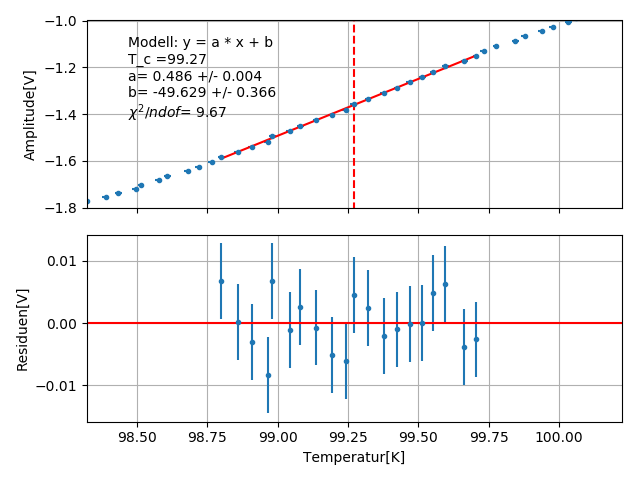 −1.0
−1.2
−1.4
−1.6
−1.8
Amplitude[V]
Modell: y = a * x + b
T_c =99.27
a= 0.486 +/- 0.004
b= -49.629 +/- 0.366
χ²/ndof= 9.67
0.01
0.00
−0.01
Residuen[V]
98.50 98.75 99.00 99.25 99.50 99.75 100.00
Temperatur[K]